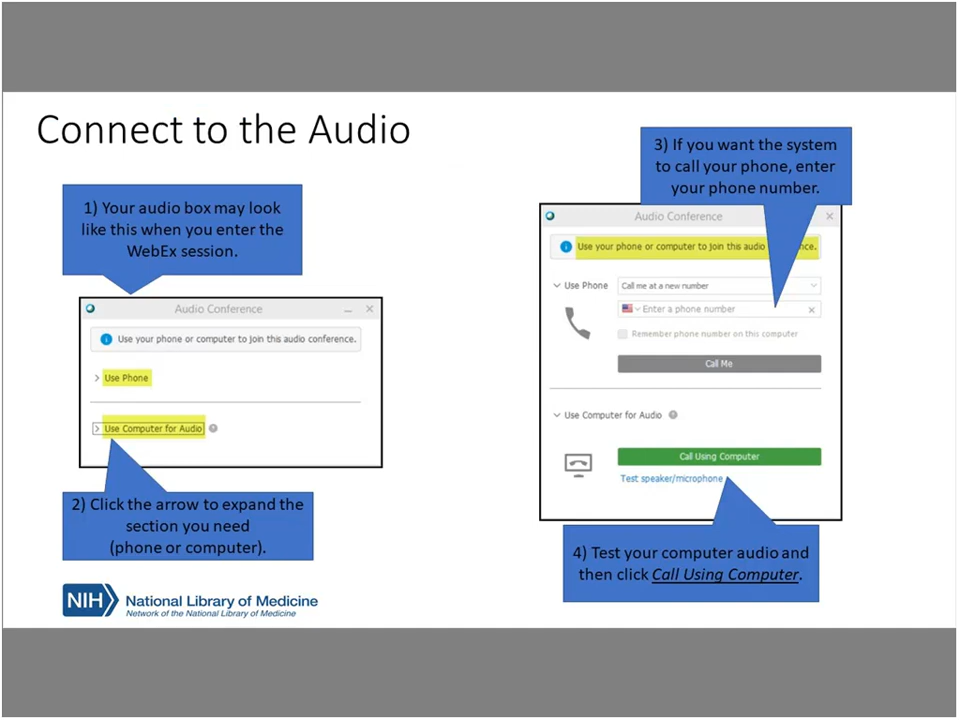 Connect to the Audio
1) Your audio box may look
like this when you enter the
WebEx session.
Audio Conference
Use your phone or computer to join this audio conference.
Use Phone
Use Computer for Audio
2) Click the arrow to expand the
section you need
(phone or computer).
3) If you want the system
to call your phone, enter
your phone number.
Audio Conference
Use your phone or computer to join this audio ence.
Use Phone
Call me at a new number
Enter a phone number
Remember phone number on this computer
Call Me
Use Computer for Audio
Call Using Computer
Test speaker/microphone
4) Test your computer audio and
then click Call Using Computer.
NIH National Library of Medicine
Network of the National Library of Medicine